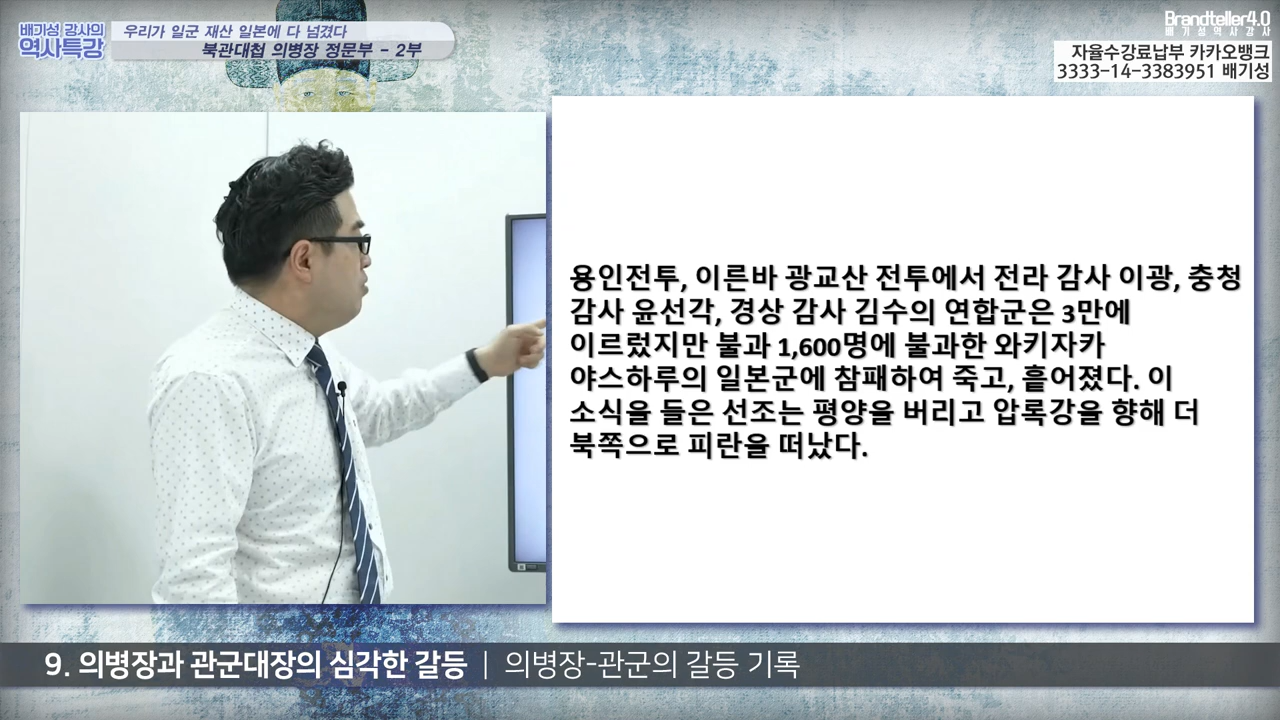 배기성 강사의
역사특강
우리가 일군 재산 일본에 다 넘겼다
북관대첩 의병장 정문부 - 2부
Brandteller4.0
배기성역사강사
자율수강료납부 카카오뱅크
3333-14-3383951 배기성
용인전투, 이른바 광교산 전투에서 전라 감사 이광, 충청
감사 윤선각, 경상 감사 김수의 연합군은 3만에
이르렀지만 불과 1,600명에 불과한 와키자카
야스하루의 일본군에 참패하여 죽고, 흩어졌다. 이
소식을 들은 선조는 평양을 버리고 압록강을 향해 더
북쪽으로 피란을 떠났다.
9. 의병장과 관군대장의 심각한 갈등 | 의병장-관군의 갈등 기록